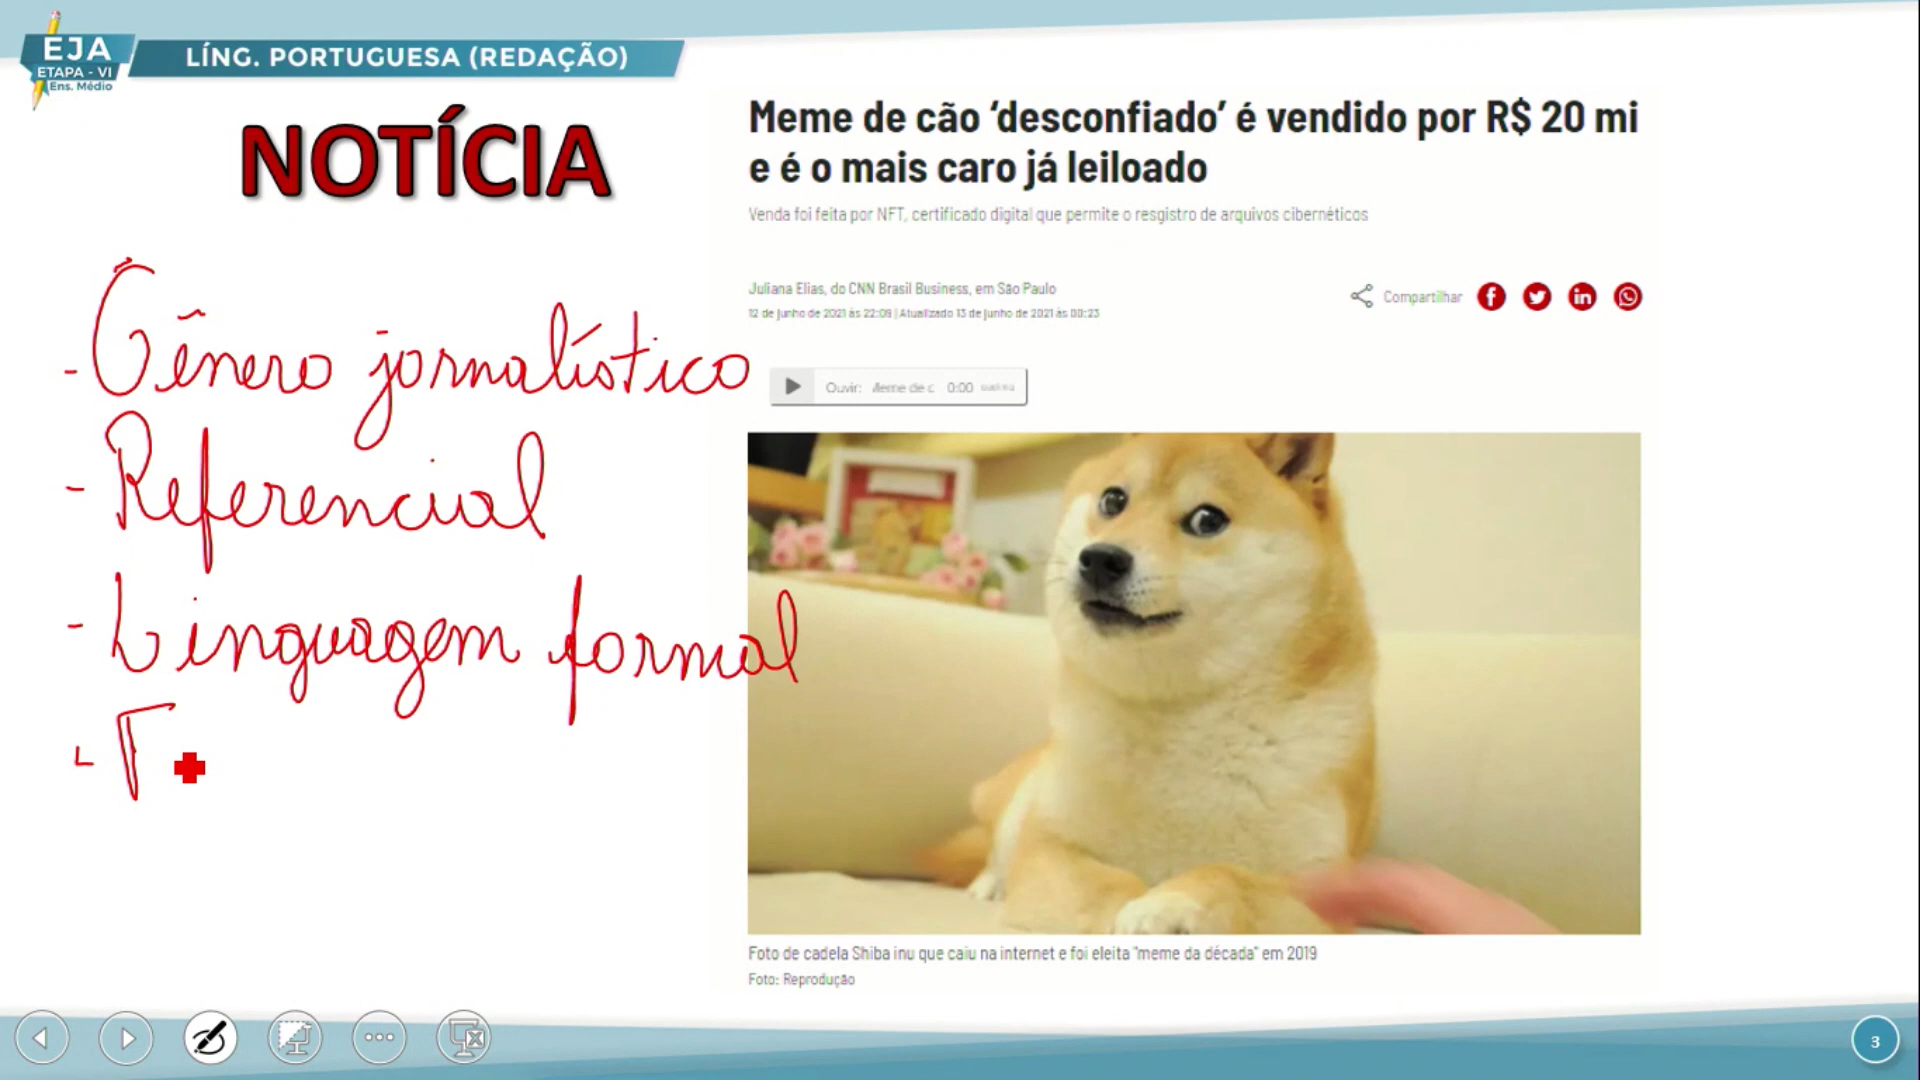 EJA
ETAPA - VI
Ens. Médio
LÍNG. PORTUGUESA (REDAÇÃO)
NOTÍCIA
- Gênero jornalístico
- Referencial
- Linguagem formal
Meme de cão ‘desconfiado’ é vendido por R$ 20 mi
e é o mais caro já leiloado
Venda foi feita por NFT, certificado digital que permite o resgistro de arquivos cibernéticos
Juliana Elias, do CNN Brasil Business, em São Paulo
12 de junho de 2021 às 22:09 | Atualizado 13 de junho de 2021 às 00:23
Compartilhar
Ouvir: Meme de c 0:00
Foto de cadela Shiba inu que caiu na internet e foi eleita "meme da década" em 2019
Foto: Reprodução
3